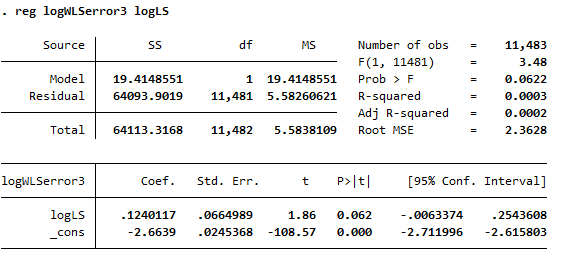 . reg logWLSerror3 logLS
Source SS df MS Number of obs = 11,483
F(1, 11481) = 3.48
Model 19.4148551 1 19.4148551 Prob > F = 0.0622
Residual 64093.9019 11,481 5.58260621 R-squared = 0.0003
Adj R-squared = 0.0002
Total 64113.3168 11,482 5.5838109 Root MSE = 2.3628
logWLSerror3 Coef. Std. Err. t P>|t| [95% Conf. Interval]
logLS .1240117 .0664989 1.86 0.062 -.0063374 .2543608
_cons -2.6639 .0245368 -108.57 0.000 -2.711996 -2.615803